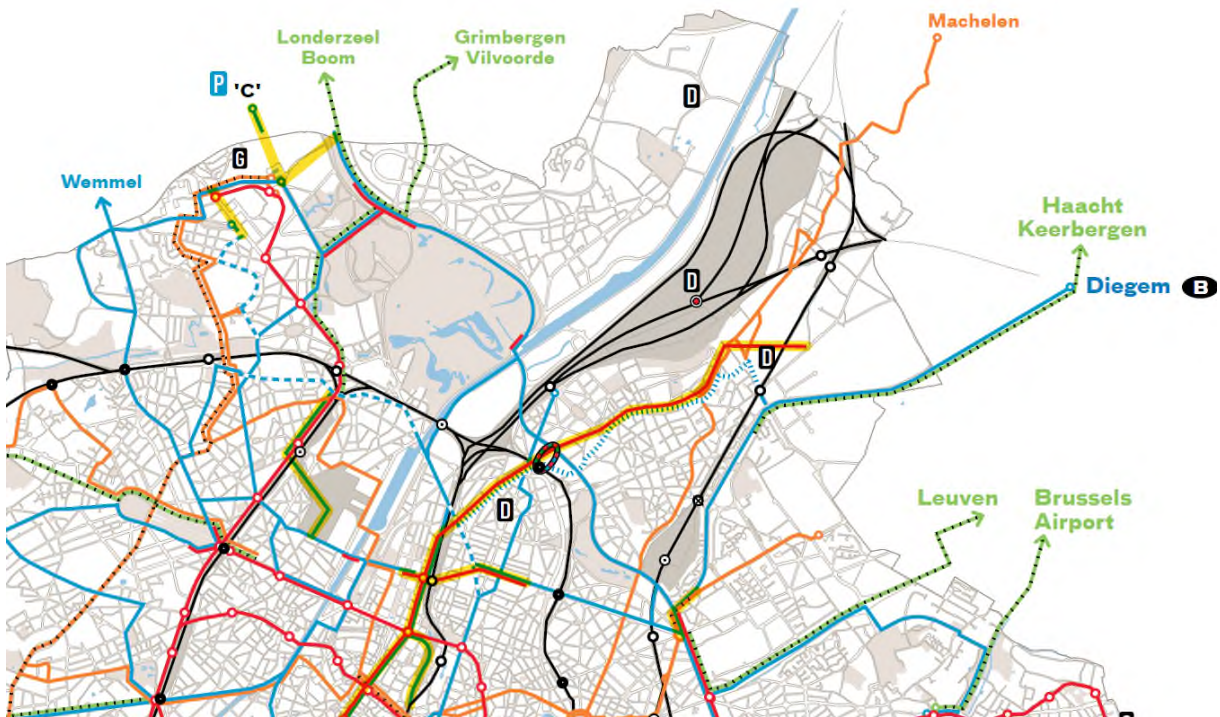 Londerzeel
Boom
Grimbergen
Vilvoorde
Machelen
P 'C'
D
G
Wemmel
Haacht
Keerbergen
Diegem B
D
D
D
Leuven
Brussels
Airport